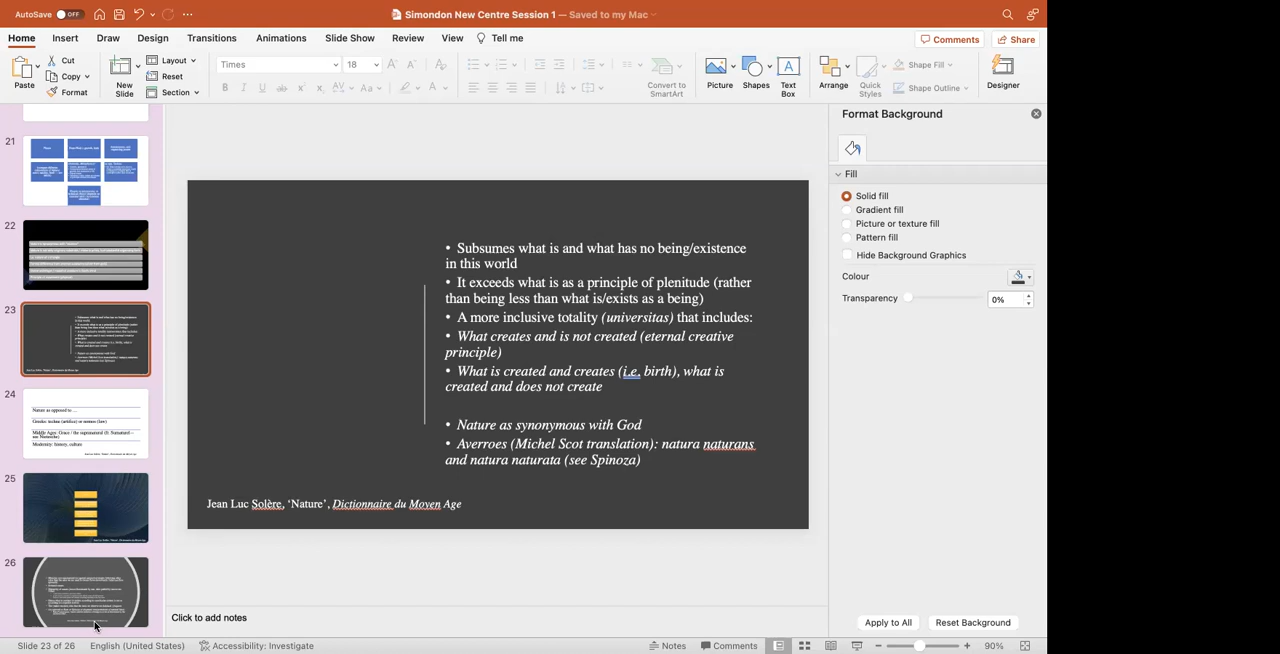 AutoSave OFF
Simondon New Centre Session 1 — Saved to my Mac
Home Insert Draw Design Transitions Animations Slide Show Review View Tell me
Comments Share
Paste
Cut
Copy
Format
New Slide
Layout
Reset
Section
Times 18
Convert to SmartArt
Picture
Shapes
Text Box
Arrange
Quick Styles
Shape Fill
Shape Outline
Designer
21
22
23
24
Nature as opposed to ...
Modernity: history, culture
25
26
• Subsumes what is and what has no being/existence
in this world
• It exceeds what is as a principle of plenitude (rather
than being less than what is/exists as a being)
• A more inclusive totality (universitas) that includes:
• What creates and is not created (eternal creative
principle)
• What is created and creates (i.e. birth), what is
created and does not create
• Nature as synonymous with God
• Averroes (Michel Scot translation): natura naturans
and natura naturata (see Spinoza)
Jean Luc Solère, ‘Nature’, Dictionnaire du Moyen Age
Click to add notes
Format Background
Fill
Solid fill
Gradient fill
Picture or texture fill
Pattern fill
Hide Background Graphics
Colour
Transparency 0%
Apply to All Reset Background
Slide 23 of 26 English (United States) Accessibility: Investigate Notes Comments 90%